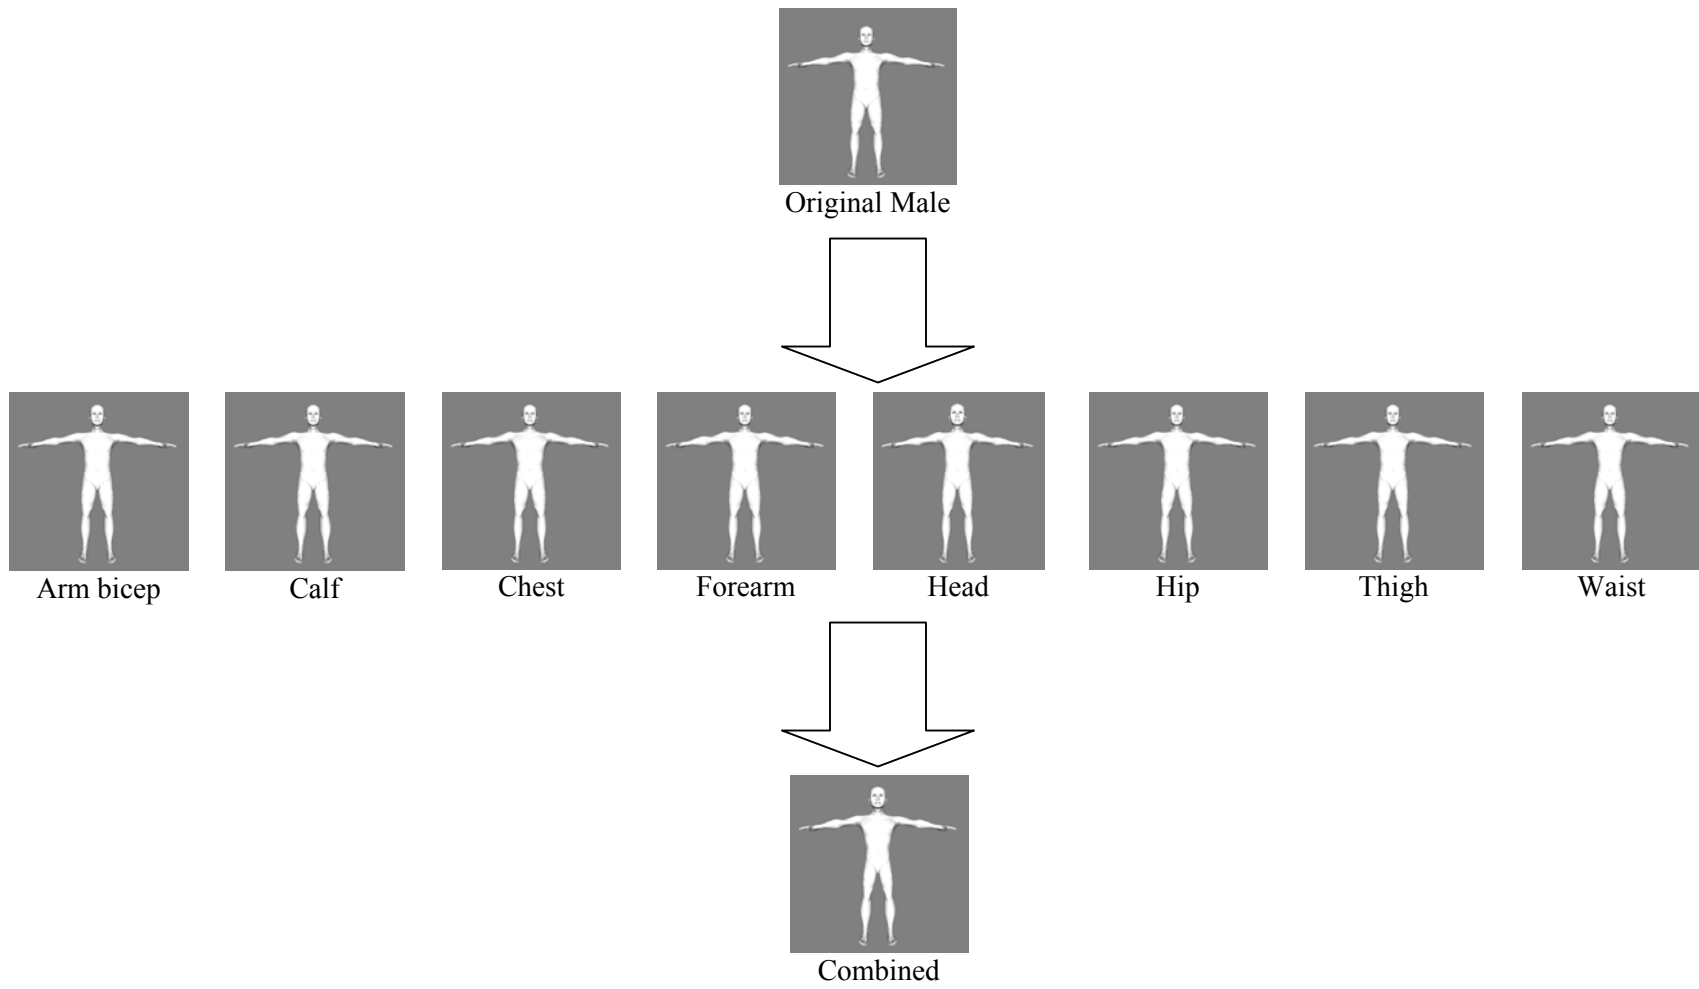 Original Male
Arm bicep
Calf
Chest
Forearm
Head
Hip
Thigh
Waist
Combined